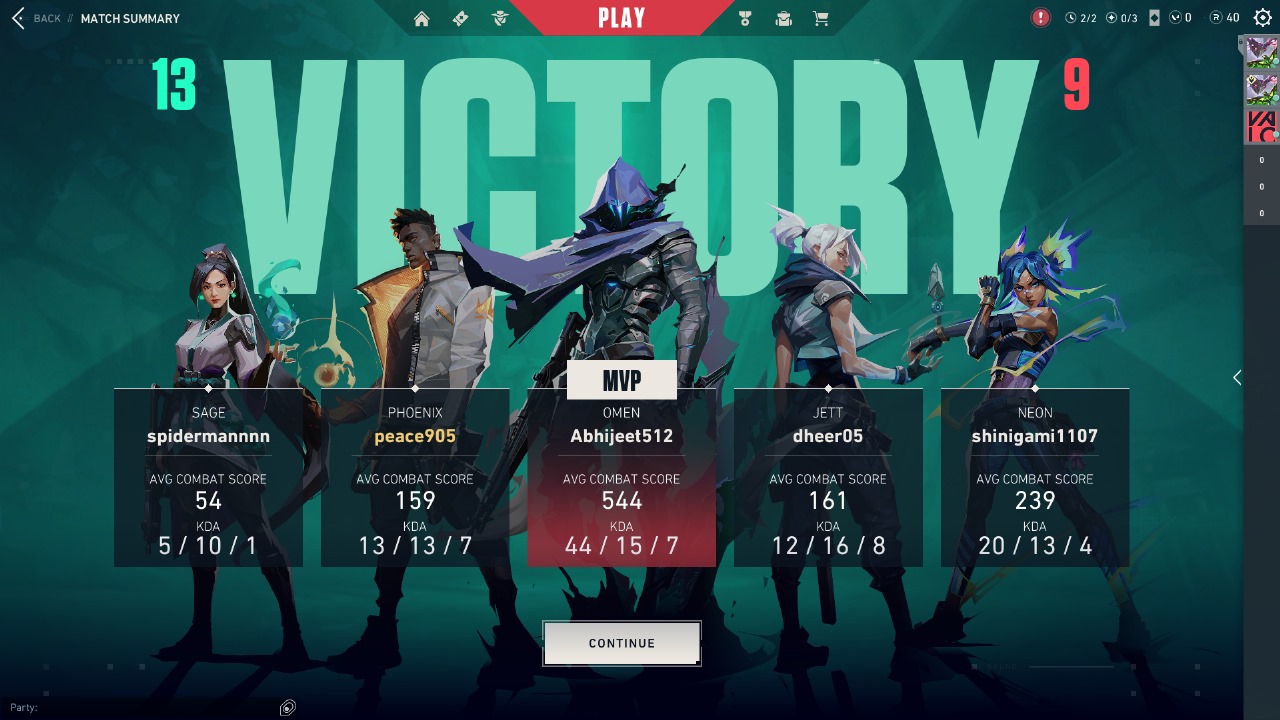 BACK // MATCH SUMMARY
PLAY
2/2 0/3 0 40
13
VICTORY
9
0
0
0
MVP
SAGE
spidermannnn
AVG COMBAT SCORE
54
KDA
5 / 10 / 1
PHOENIX
peace905
AVG COMBAT SCORE
159
KDA
13 / 13 / 7
OMEN
Abhijeet512
AVG COMBAT SCORE
544
KDA
44 / 15 / 7
JETT
dheer05
AVG COMBAT SCORE
161
KDA
12 / 16 / 8
NEON
shinigami1107
AVG COMBAT SCORE
239
KDA
20 / 13 / 4
CONTINUE
Party: